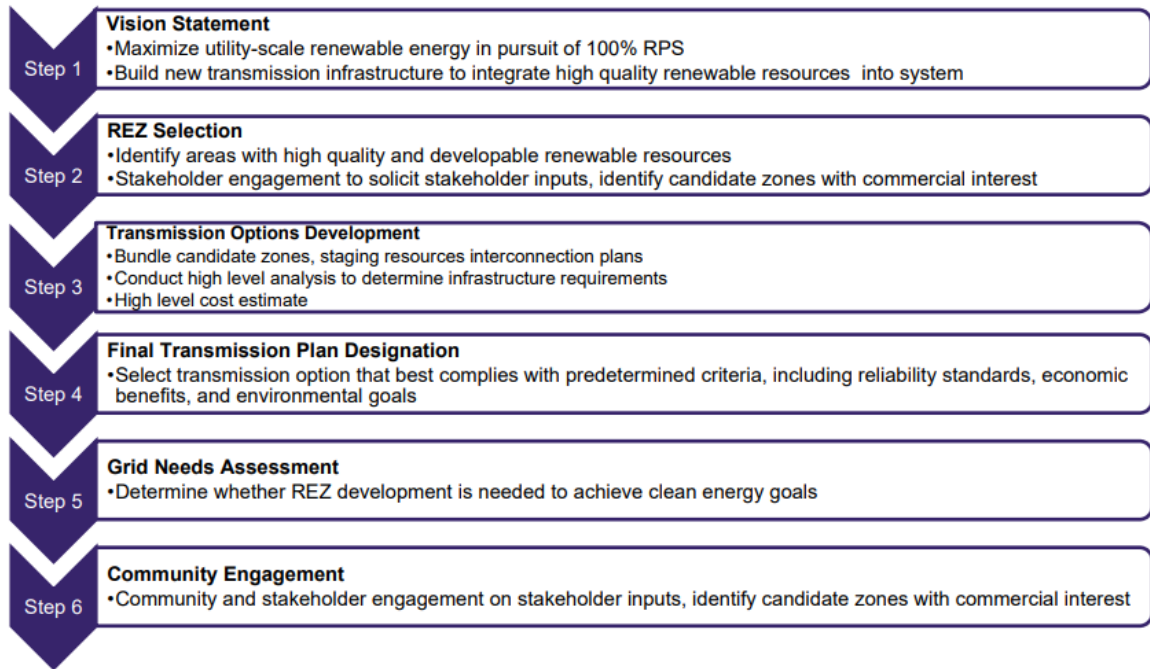 Step 1
Vision Statement
•Maximize utility-scale renewable energy in pursuit of 100% RPS
•Build new transmission infrastructure to integrate high quality renewable resources into system
Step 2
REZ Selection
•Identify areas with high quality and developable renewable resources
•Stakeholder engagement to solicit stakeholder inputs, identify candidate zones with commercial interest
Step 3
Transmission Options Development
•Bundle candidate zones, staging resources interconnection plans
•Conduct high level analysis to determine infrastructure requirements
•High level cost estimate
Step 4
Final Transmission Plan Designation
•Select transmission option that best complies with predetermined criteria, including reliability standards, economic
benefits, and environmental goals
Step 5
Grid Needs Assessment
•Determine whether REZ development is needed to achieve clean energy goals
Step 6
Community Engagement
•Community and stakeholder engagement on stakeholder inputs, identify candidate zones with commercial interest